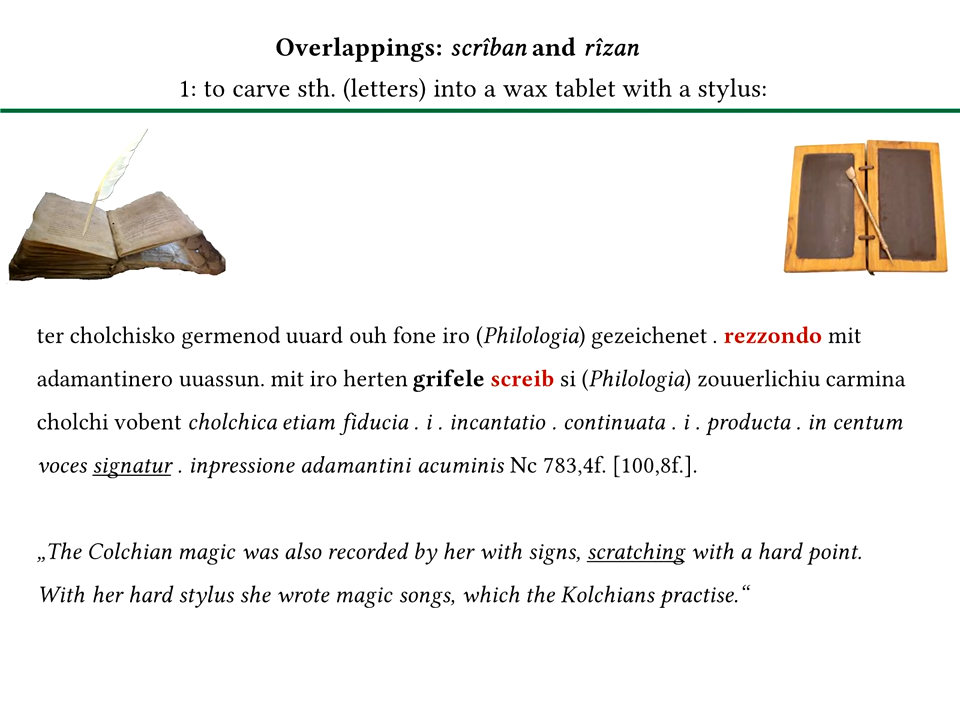 Overlappings: scrîban and rîzan
1: to carve sth. (letters) into a wax tablet with a stylus:
ter cholchisko germenod uuard ouh fone iro (Philologia) gezeichenet . rezzondo mit
adamantinero uuassun. mit iro herten grifele screib si (Philologia) zouuerlichiu carmina
cholchi vobent cholchica etiam fiducia . i . incantatio . continuata . i . producta . in centum
voces signatur . inpressione adamantini acuminis Nc 783,4f. [100,8f.].
„The Colchian magic was also recorded by her with signs, scratching with a hard point.
With her hard stylus she wrote magic songs, which the Kolchians practise.“